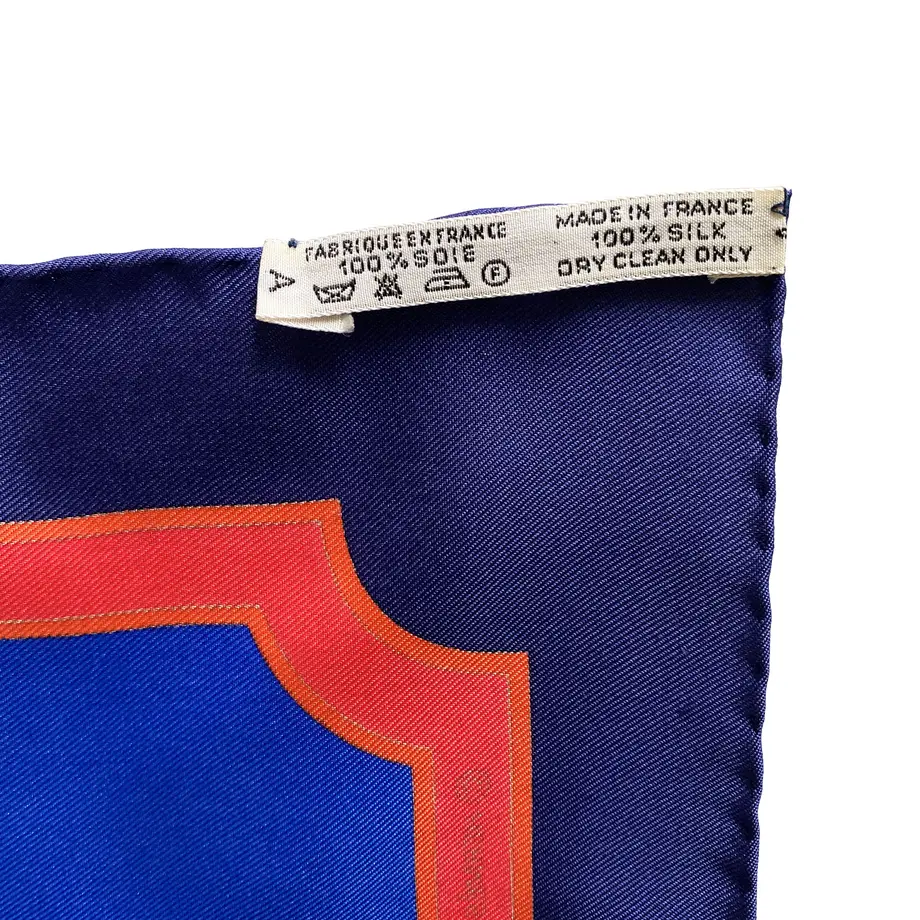 FABRIQUE EN FRANCE
100% SOIE
A
F
MADE IN FRANCE
100% SILK
DRY CLEAN ONLY